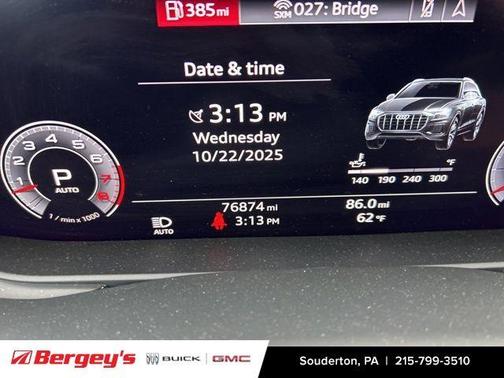 385 mi
SXM 027: Bridge
Date & time
3:13 PM
Wednesday
10/22/2025
°F
140 190 240 300
1 2 3 4 5 6 7 8
P
AUTO
1 / min x 1000
76874 mi
86.0 mi
AUTO
3:13 PM
62 °F
Bergey's BUICK GMC
Souderton, PA | 215-799-3510